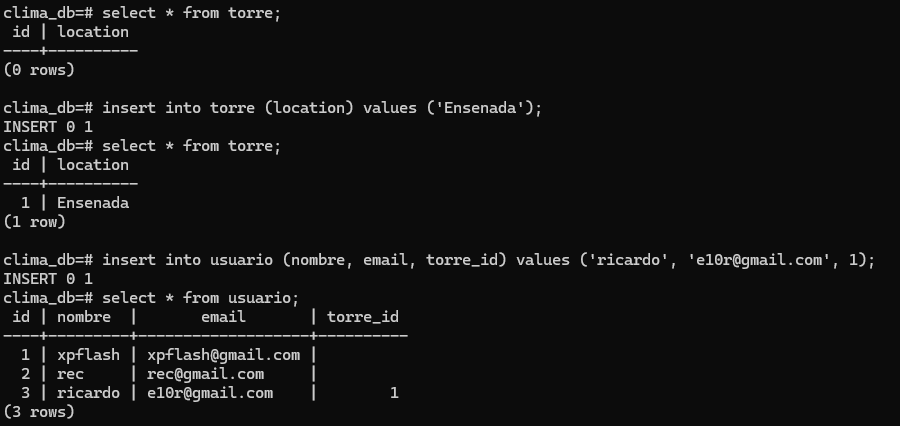 clima_db=# select * from torre;
 id | location
----+----------
(0 rows)

clima_db=# insert into torre (location) values ('Ensenada');
INSERT 0 1
clima_db=# select * from torre;
 id | location
----+----------
  1 | Ensenada
(1 row)

clima_db=# insert into usuario (nombre, email, torre_id) values ('ricardo', 'e10r@gmail.com', 1);
INSERT 0 1
clima_db=# select * from usuario;
 id | nombre  |       email       | torre_id
----+---------+-------------------+----------
  1 | xpflash | xpflash@gmail.com |
  2 | rec     | rec@gmail.com     |
  3 | ricardo | e10r@gmail.com    |        1
(3 rows)